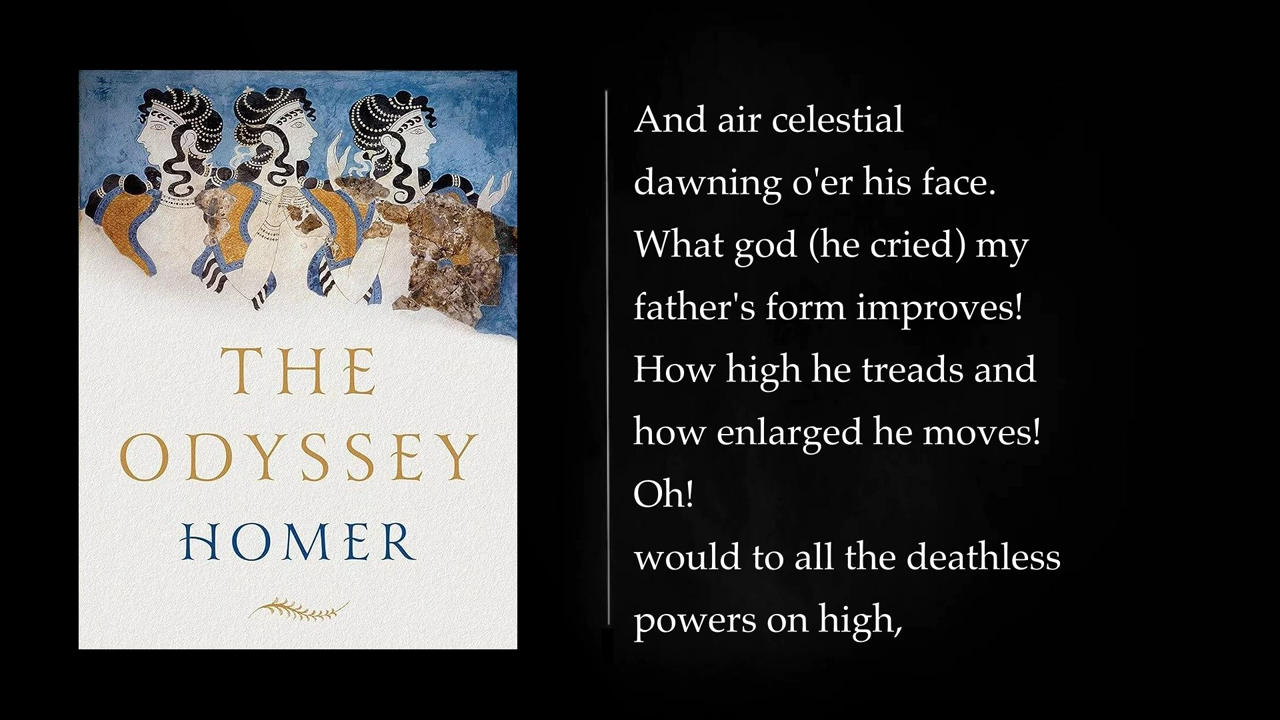 THE
ODYSSEY
HOMER
And air celestial
dawning o'er his face.
What god (he cried) my
father's form improves!
How high he treads and
how enlarged he moves!
Oh!
would to all the deathless
powers on high,